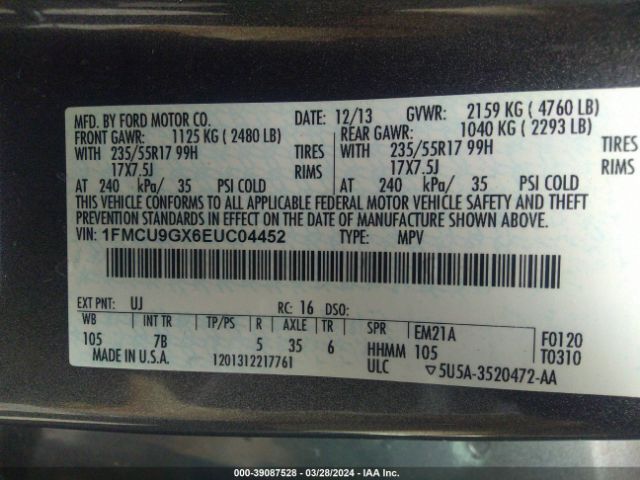 MFD. BY FORD MOTOR CO. DATE: 12/13 GVWR: 2159 KG ( 4760 LB)
FRONT GAWR: 1125 KG ( 2480 LB) REAR GAWR: 1040 KG ( 2293 LB)
WITH 235/55R17 99H TIRES WITH 235/55R17 99H TIRES
17X7.5J RIMS 17X7.5J RIMS
AT 240 kPa/ 35 PSI COLD AT 240 kPa/ 35 PSI COLD
THIS VEHICLE CONFORMS TO ALL APPLICABLE FEDERAL MOTOR VEHICLE SAFETY AND THEFT
PREVENTION STANDARDS IN EFFECT ON THE DATE OF MANUFACTURE SHOWN ABOVE.
VIN: 1FMCU9GX6EUC04452 TYPE: MPV
EXT PNT: UJ RC: 16 DSO:
WB INT TR TP/PS R AXLE TR SPR EM21A F0120
105 7B 5 35 6 HHMM 105 T0310
MADE IN U.S.A. 1201312217761 ULC ▽5U5A-3520472-AA
000-39087528 - 03/28/2024 - IAA Inc.